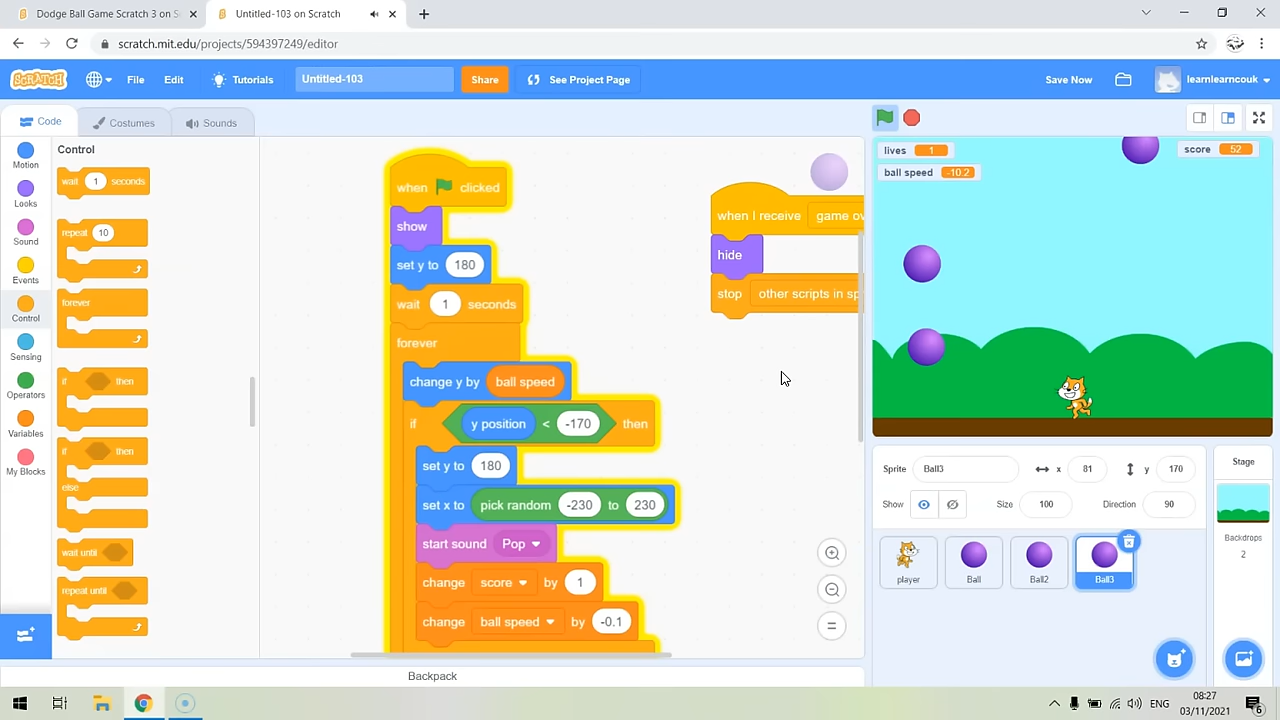 Dodge Ball Game Scratch 3 on S
Untitled-103 on Scratch
scratch.mit.edu/projects/594397249/editor
SCRATCH
File
Edit
Tutorials
Untitled-103
Share
See Project Page
Save Now
learnlearncouk
Code
Costumes
Sounds
Motion
Looks
Sound
Events
Control
Sensing
Operators
Variables
My Blocks
Control
wait 1 seconds
repeat 10
forever
if then
if then
else
wait until
repeat until
when clicked
show
set y to 180
wait 1 seconds
forever
change y by ball speed
if y position < -170 then
set y to 180
set x to pick random -230 to 230
start sound Pop
change score by 1
change ball speed by -0.1
when I receive game ov
hide
stop other scripts in sp
Backpack
lives 1
score 52
ball speed -10.2
Sprite Ball3 x 81 y 170
Show Size 100 Direction 90
player
Ball
Ball2
Ball3
Stage
Backdrops
2
ENG
08:27
03/11/2021
6